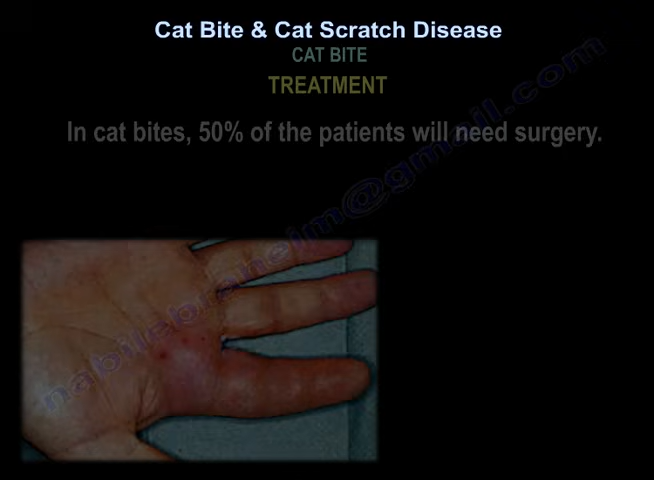 Cat Bite & Cat Scratch Disease
CAT BITE
TREATMENT
In cat bites, 50% of the patients will need surgery.
nabilebraheim@gmail.com